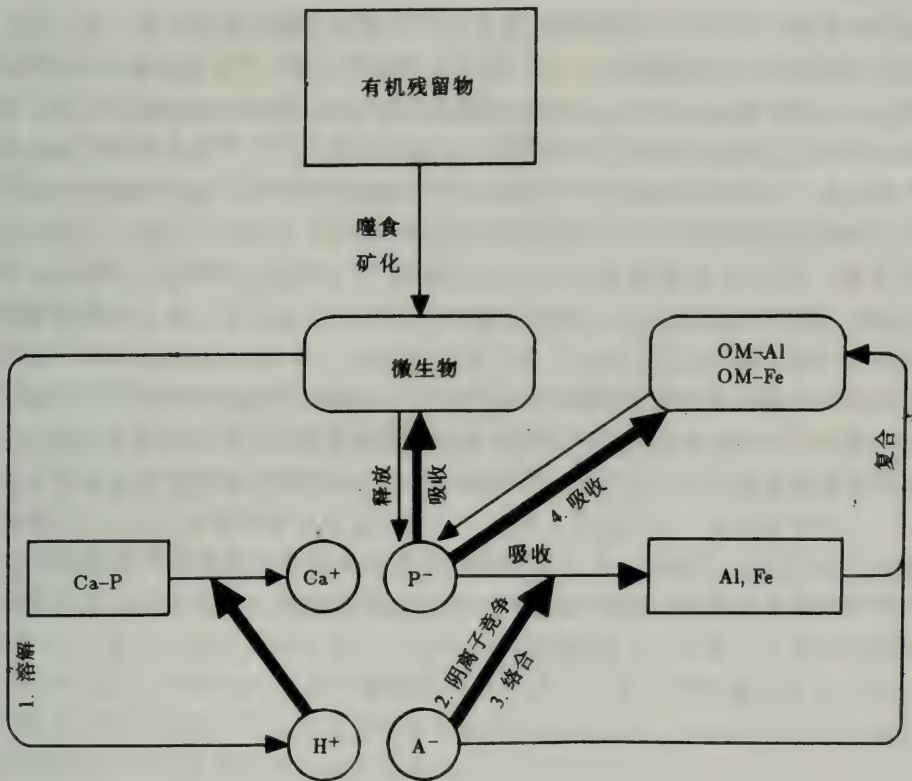 有机残留物
噬食
矿化
微生物
OM-Al
OM-Fe
释放
吸收
4. 吸收
复合
吸收
Ca-P
Ca⁺
P⁻
Al, Fe
1. 溶解
2. 阴离子竞争
3. 络合
H⁺
A⁻